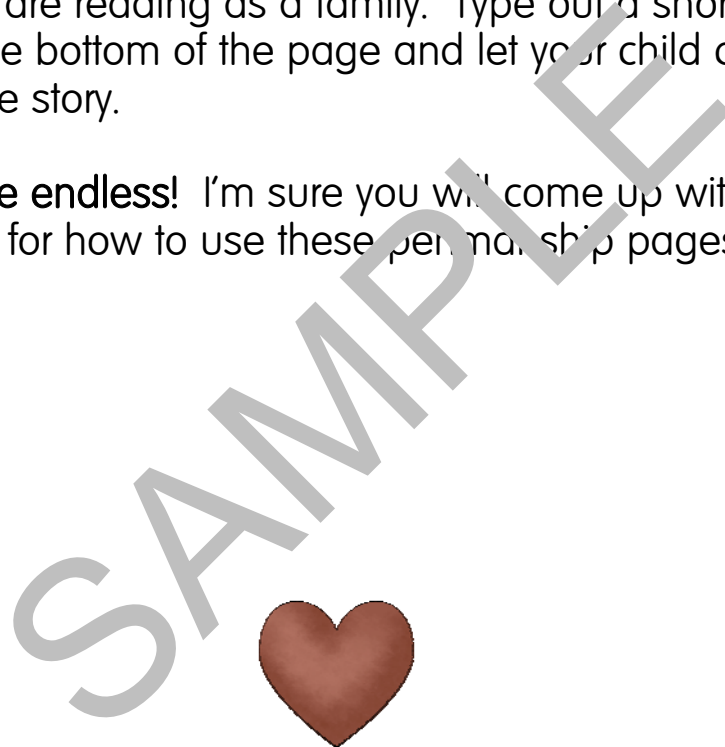 are reading as a family. Type out a shor
e bottom of the page and let your child
e story.
e endless! I'm sure you will come up wit
for how to use these penmanship pages
SAMPLE